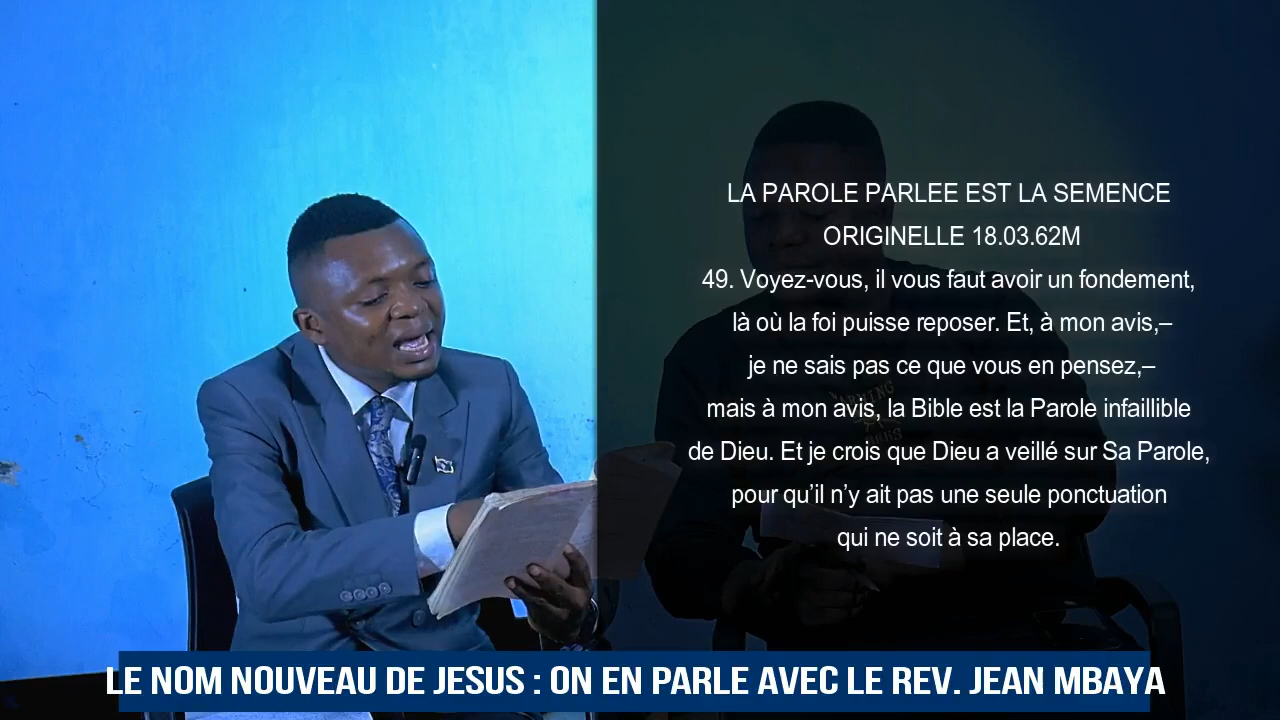 LA PAROLE PARLEE EST LA SEMENCE
ORIGINELLE 18.03.62M
49. Voyez-vous, il vous faut avoir un fondement,
là où la foi puisse reposer. Et, à mon avis,–
je ne sais pas ce que vous en pensez,–
mais à mon avis, la Bible est la Parole infaillible
de Dieu. Et je crois que Dieu a veillé sur Sa Parole,
pour qu’il n’y ait pas une seule ponctuation
qui ne soit à sa place.
LE NOM NOUVEAU DE JESUS : ON EN PARLE AVEC LE REV. JEAN MBAYA